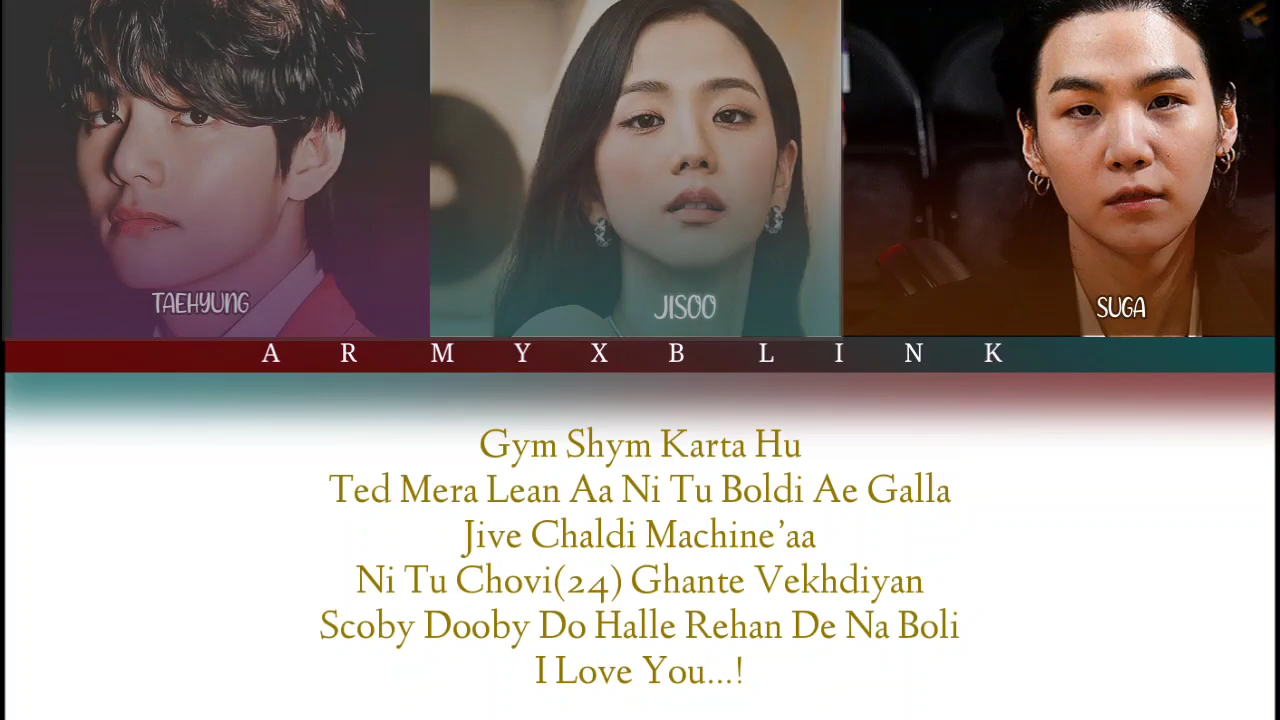 TAEHYUNG
JISOO
SUGA
ARMYXBLINK
Gym Shym Karta Hu
Ted Mera Lean Aa Ni Tu Boldi Ae Galla
Jive Chaldi Machine’aa
Ni Tu Chovi(24) Ghante Vekhdiyan
Scoby Dooby Do Halle Rehan De Na Boli
I Love You...!